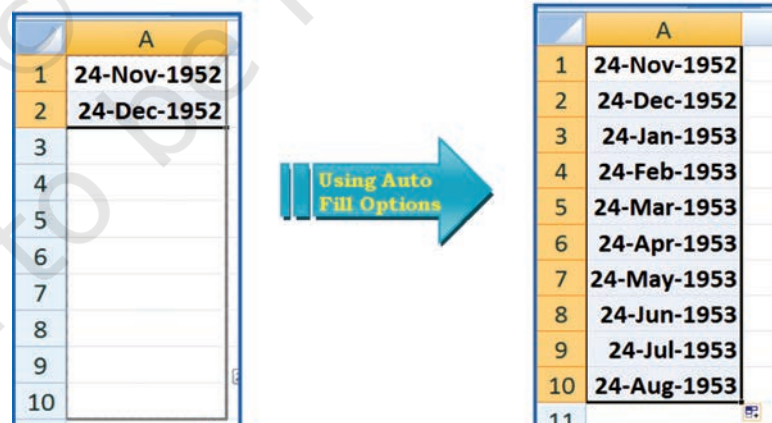 A
1 24-Nov-1952
2 24-Dec-1952
3
4
5
6
7
8
9
10
Using Auto
Fill Options
A
1 24-Nov-1952
2 24-Dec-1952
3 24-Jan-1953
4 24-Feb-1953
5 24-Mar-1953
6 24-Apr-1953
7 24-May-1953
8 24-Jun-1953
9 24-Jul-1953
10 24-Aug-1953
11
to be